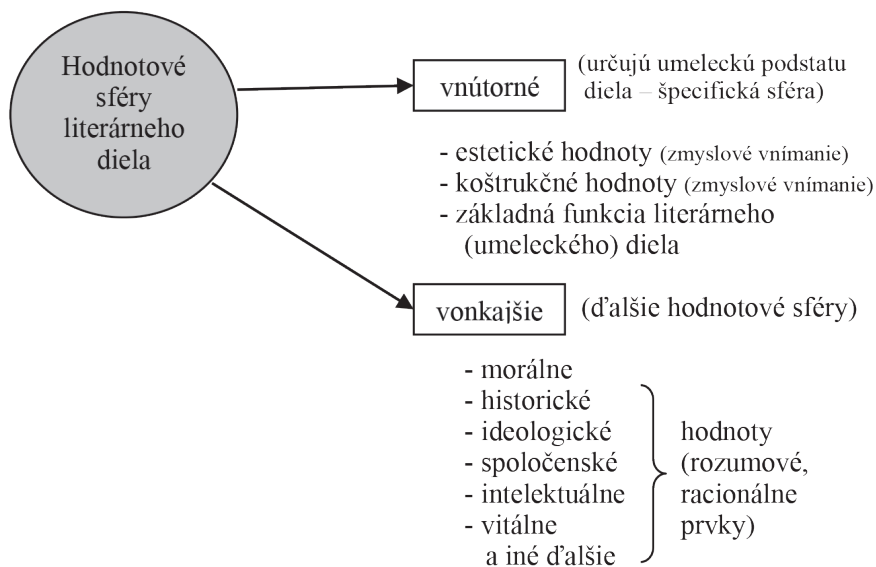 Hodnotové
sféry
literárneho
diela
vnútorné
(určujú umeleckú podstatu
diela – špecifická sféra)
- estetické hodnoty (zmyslové vnímanie)
- koštrukčné hodnoty (zmyslové vnímanie)
- základná funkcia literárneho
(umeleckého) diela
vonkajšie (ďalšie hodnotové sféry)
- morálne
- historické
- ideologické
- spoločenské
- intelektuálne
- vitálne
a iné ďalšie
hodnoty
(rozumové,
racionálne
prvky)